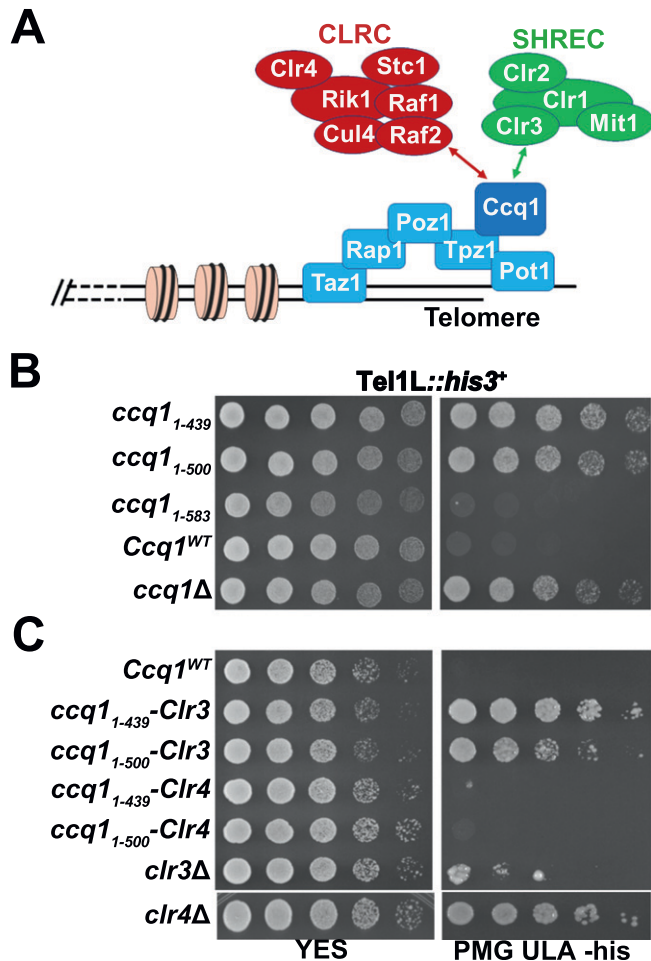 A
CLRC
SHREC
Clr4
Stc1
Rik1
Raf1
Cul4
Raf2
Clr2
Clr1
Clr3
Mit1
Ccq1
Poz1
Rap1
Tpz1
Taz1
Pot1
//
Telomere
B
Tel1L::his3+
ccq11-439
ccq11-500
ccq11-583
Ccq1WT
ccq1Δ
C
Ccq1WT
ccq11-439-Clr3
ccq11-500-Clr3
ccq11-439-Clr4
ccq11-500-Clr4
clr3Δ
clr4Δ
YES
PMG ULA -his